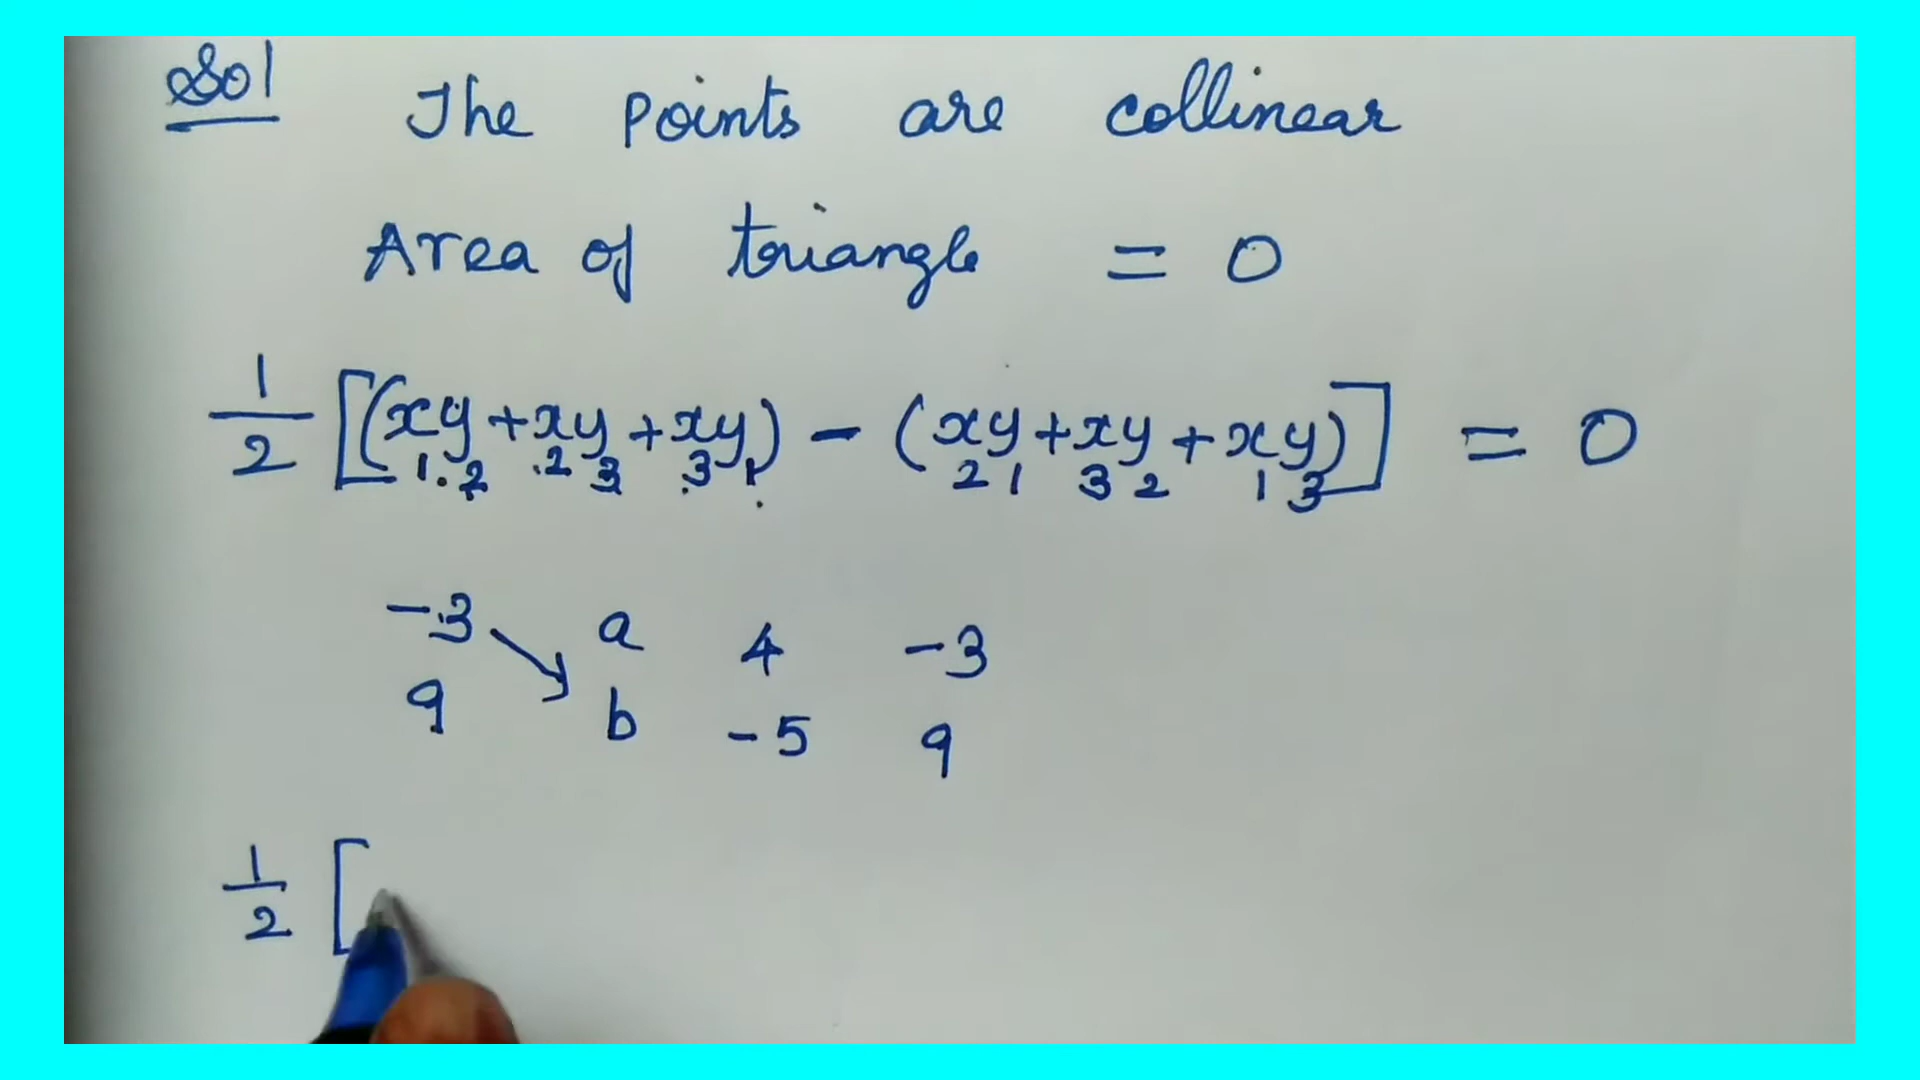 Sol
The points are collinear
Area of triangle = 0
1/2 [(x₁y₂ + x₂y₃ + x₃y₁) - (x₂y₁ + x₃y₂ + x₁y₃)] = 0
-3 a 4 -3
9 b -5 9
1/2 [